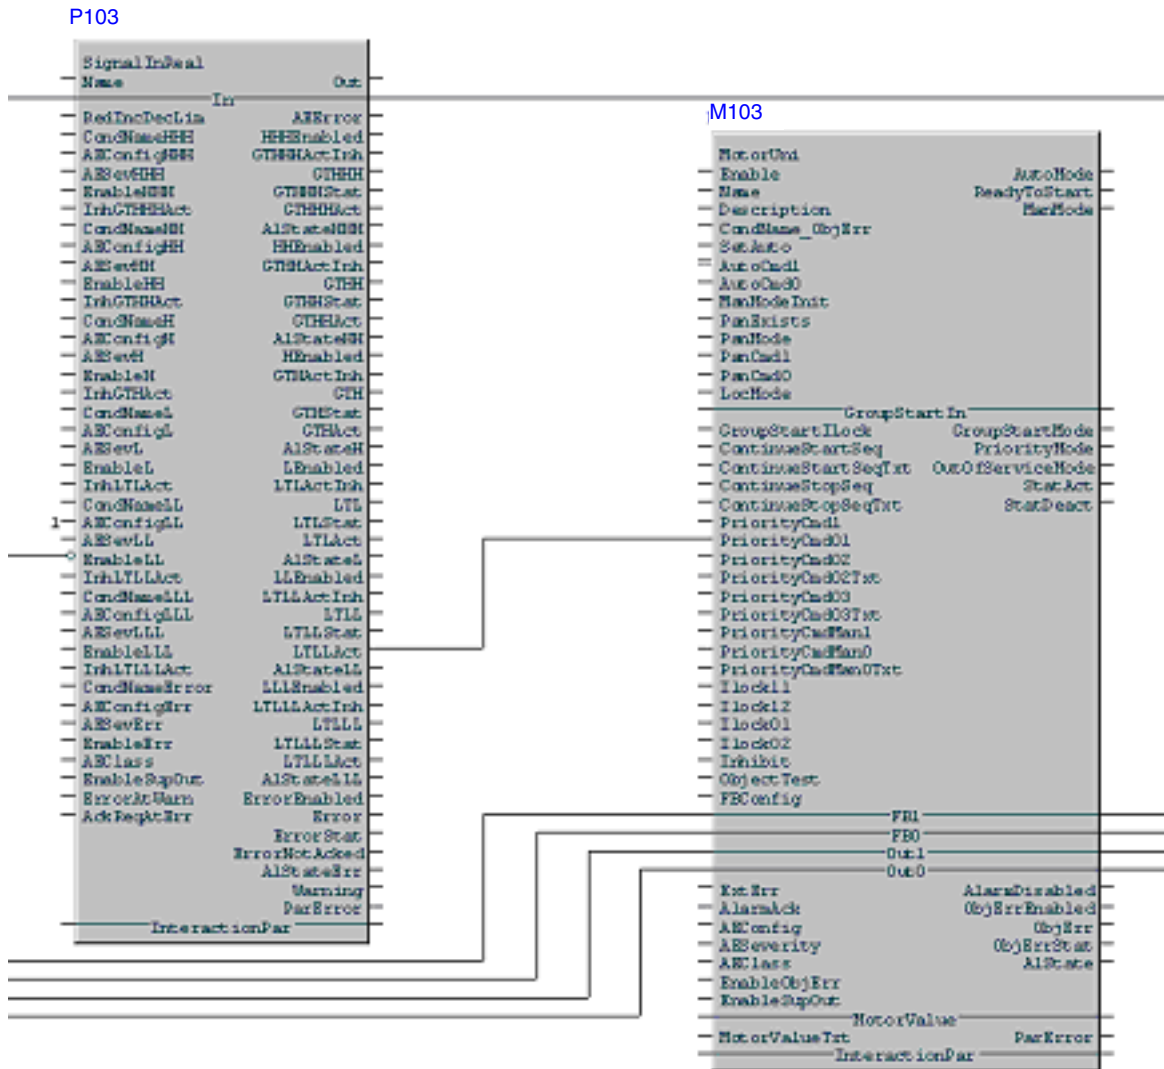 P103
SignalInReal
Name Out
In
RedIncDecLim AEError
CondNameHHH HHHEnabled
AEConfigHHH GTHHHActInh
AESevHHH GTHHH
EnableHHH GTHHHStat
InhGTHHHAct GTHHHAct
CondNameHH AlStateHHH
AEConfigHH HHEnabled
AESevHH GTHHActInh
EnableHH GTHH
InhGTHHAct GTHHStat
CondNameH GTHHAct
AEConfigH AlStateHH
AESevH HEnabled
EnableH GTHActInh
InhGTHAct GTH
CondNameL GTHStat
AEConfigL GTHAct
AESevL AlStateH
EnableL LEnabled
InhLTLAct LTLActInh
CondNameLL LTL
1 AEConfigLL LTLStat
AESevLL LTLAct
EnableLL AlStateL
InhLTLLAct LLEnabled
CondNameLLL LTLLActInh
AEConfigLLL LTLL
AESevLLL LTLLStat
EnableLLL LTLLAct
InhLTLLLAct AlStateLL
CondNameError LLLEnabled
AEConfigErr LTLLLActInh
AESevErr LTLLL
EnableErr LTLLLStat
AEClass LTLLLAct
EnableSupOut AlStateLLL
ErrorAtWarn ErrorEnabled
AckReqAtErr Error
ErrorStat
ErrorNotAcked
AlStateErr
Warning
ParError
InteractionPar
M103
MotorUni
Enable AutoMode
Name ReadyToStart
Description ManMode
CondName_ObjErr
SetAuto
AutoCmd1
AutoCmd0
ManModeInit
PanExists
PanMode
PanCmd1
PanCmd0
LocMode
GroupStartIn
GroupStartILock GroupStartMode
ContinueStartSeq PriorityMode
ContinueStartSeqTxt OutOfServiceMode
ContinueStopSeq StatAct
ContinueStopSeqTxt StatDeact
PriorityCmd1
PriorityCmd01
PriorityCmd02
PriorityCmd02Txt
PriorityCmd03
PriorityCmd03Txt
PriorityCmdMan1
PriorityCmdMan0
PriorityCmdMan0Txt
Ilock11
Ilock12
Ilock01
Ilock02
Inhibit
ObjectTest
FBConfig
FB1
FB0
Out1
Out0
ExtErr AlarmDisabled
AlarmAck ObjErrEnabled
AEConfig ObjErr
AESeverity ObjErrStat
AEClass AlState
EnableObjErr
EnableSupOut
MotorValue
MotorValueTxt ParError
InteractionPar